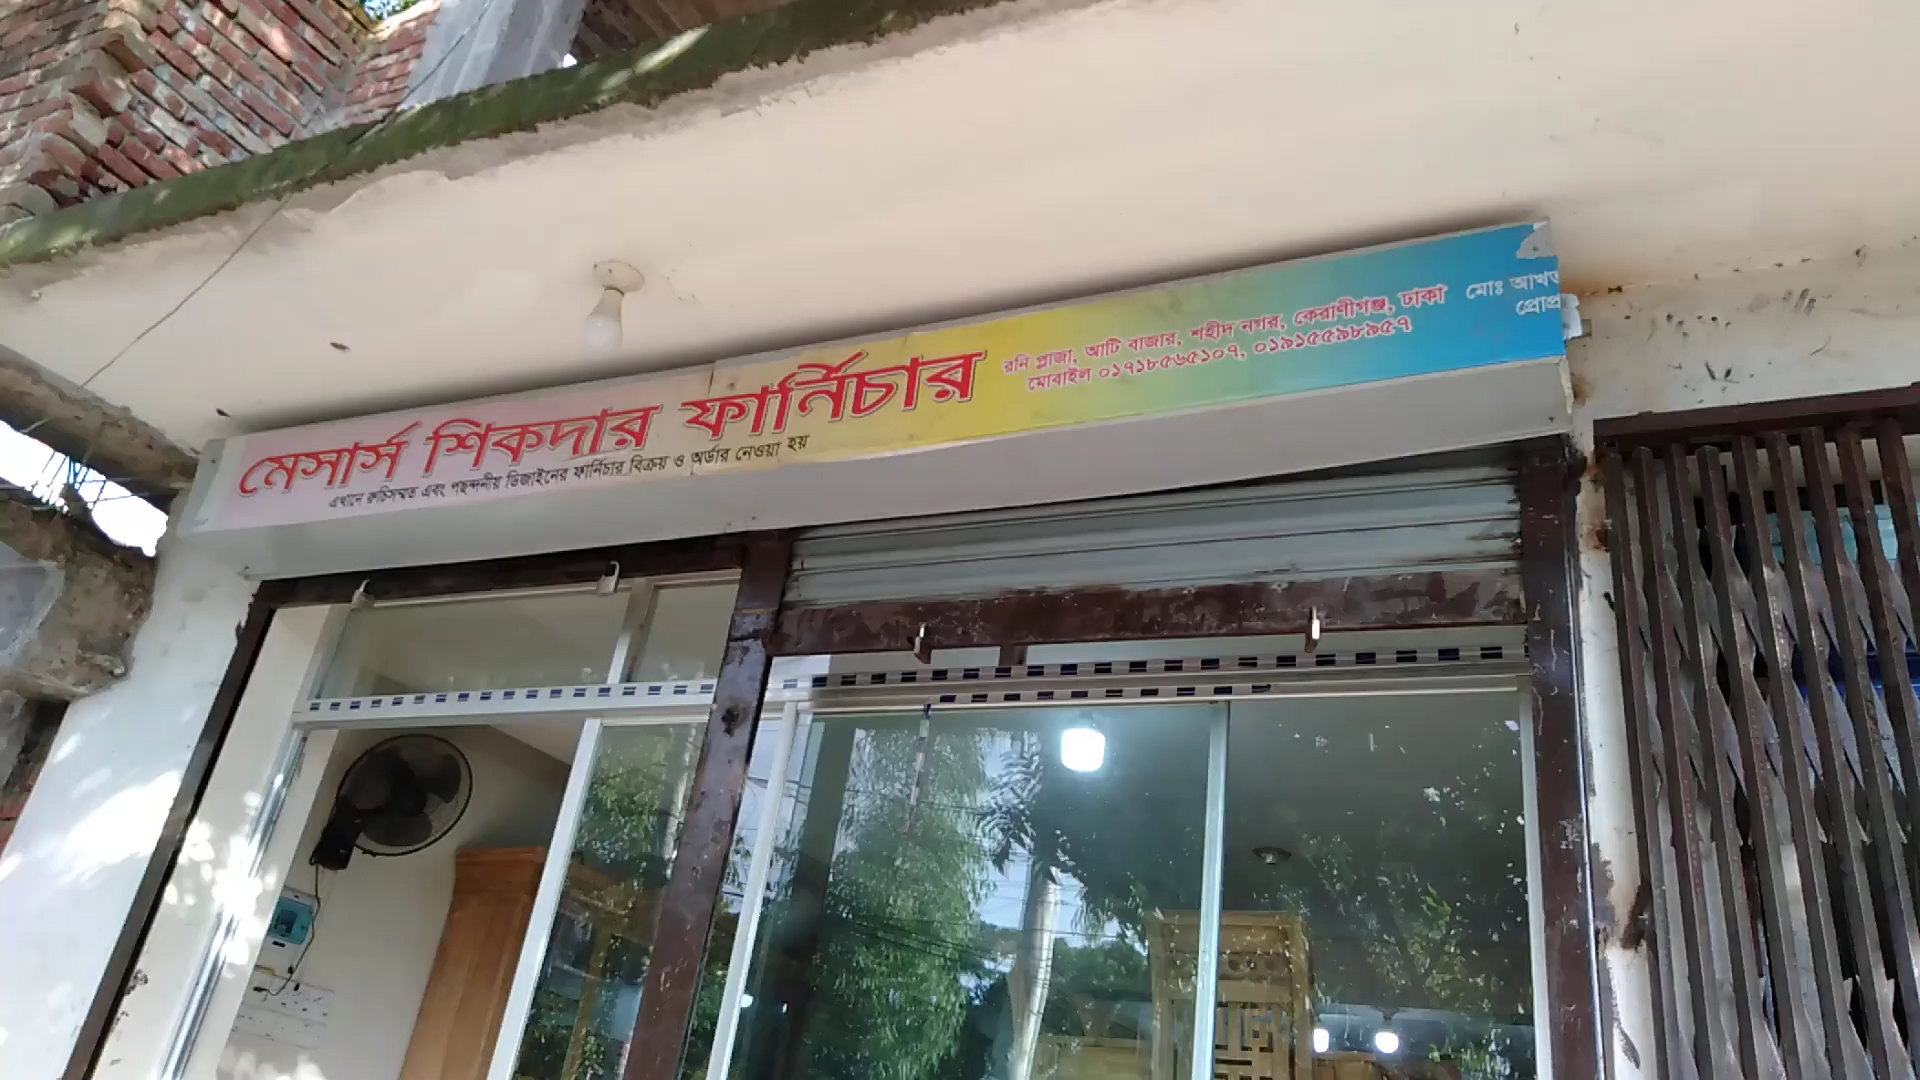 মেসার্স শিকদার ফার্নিচার
এখানে রুচিসম্মত এবং পছন্দনীয় ডিজাইনের ফার্নিচার বিক্রয় ও অর্ডার নেওয়া হয়
রনি প্লাজা, আটি বাজার, শহীদ নগর, কেরাণীগঞ্জ, ঢাকা
মোবাইল ০১৭১৮৫৬৫১০৭, ০১৯১৫৫৯৮৯৫৭
মোঃ